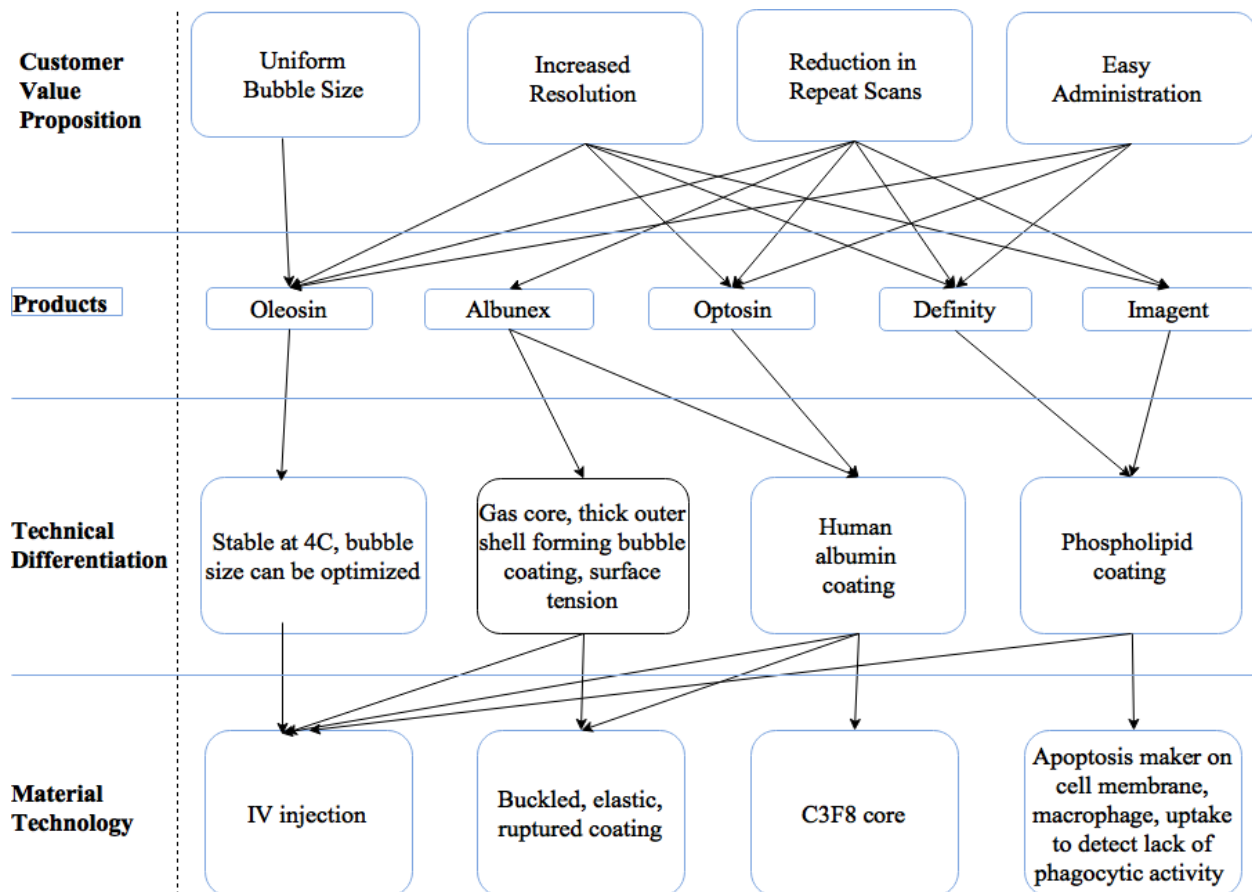 Customer
Value
Proposition
Uniform
Bubble Size
Increased
Resolution
Reduction in
Repeat Scans
Easy
Administration
Products
Oleosin
Albunex
Optosin
Definity
Imagent
Technical
Differentiation
Stable at 4C, bubble
size can be optimized
Gas core, thick outer
shell forming bubble
coating, surface
tension
Human
albumin
coating
Phospholipid
coating
Material
Technology
IV injection
Buckled, elastic,
ruptured coating
C3F8 core
Apoptosis maker on
cell membrane,
macrophage, uptake
to detect lack of
phagocytic activity